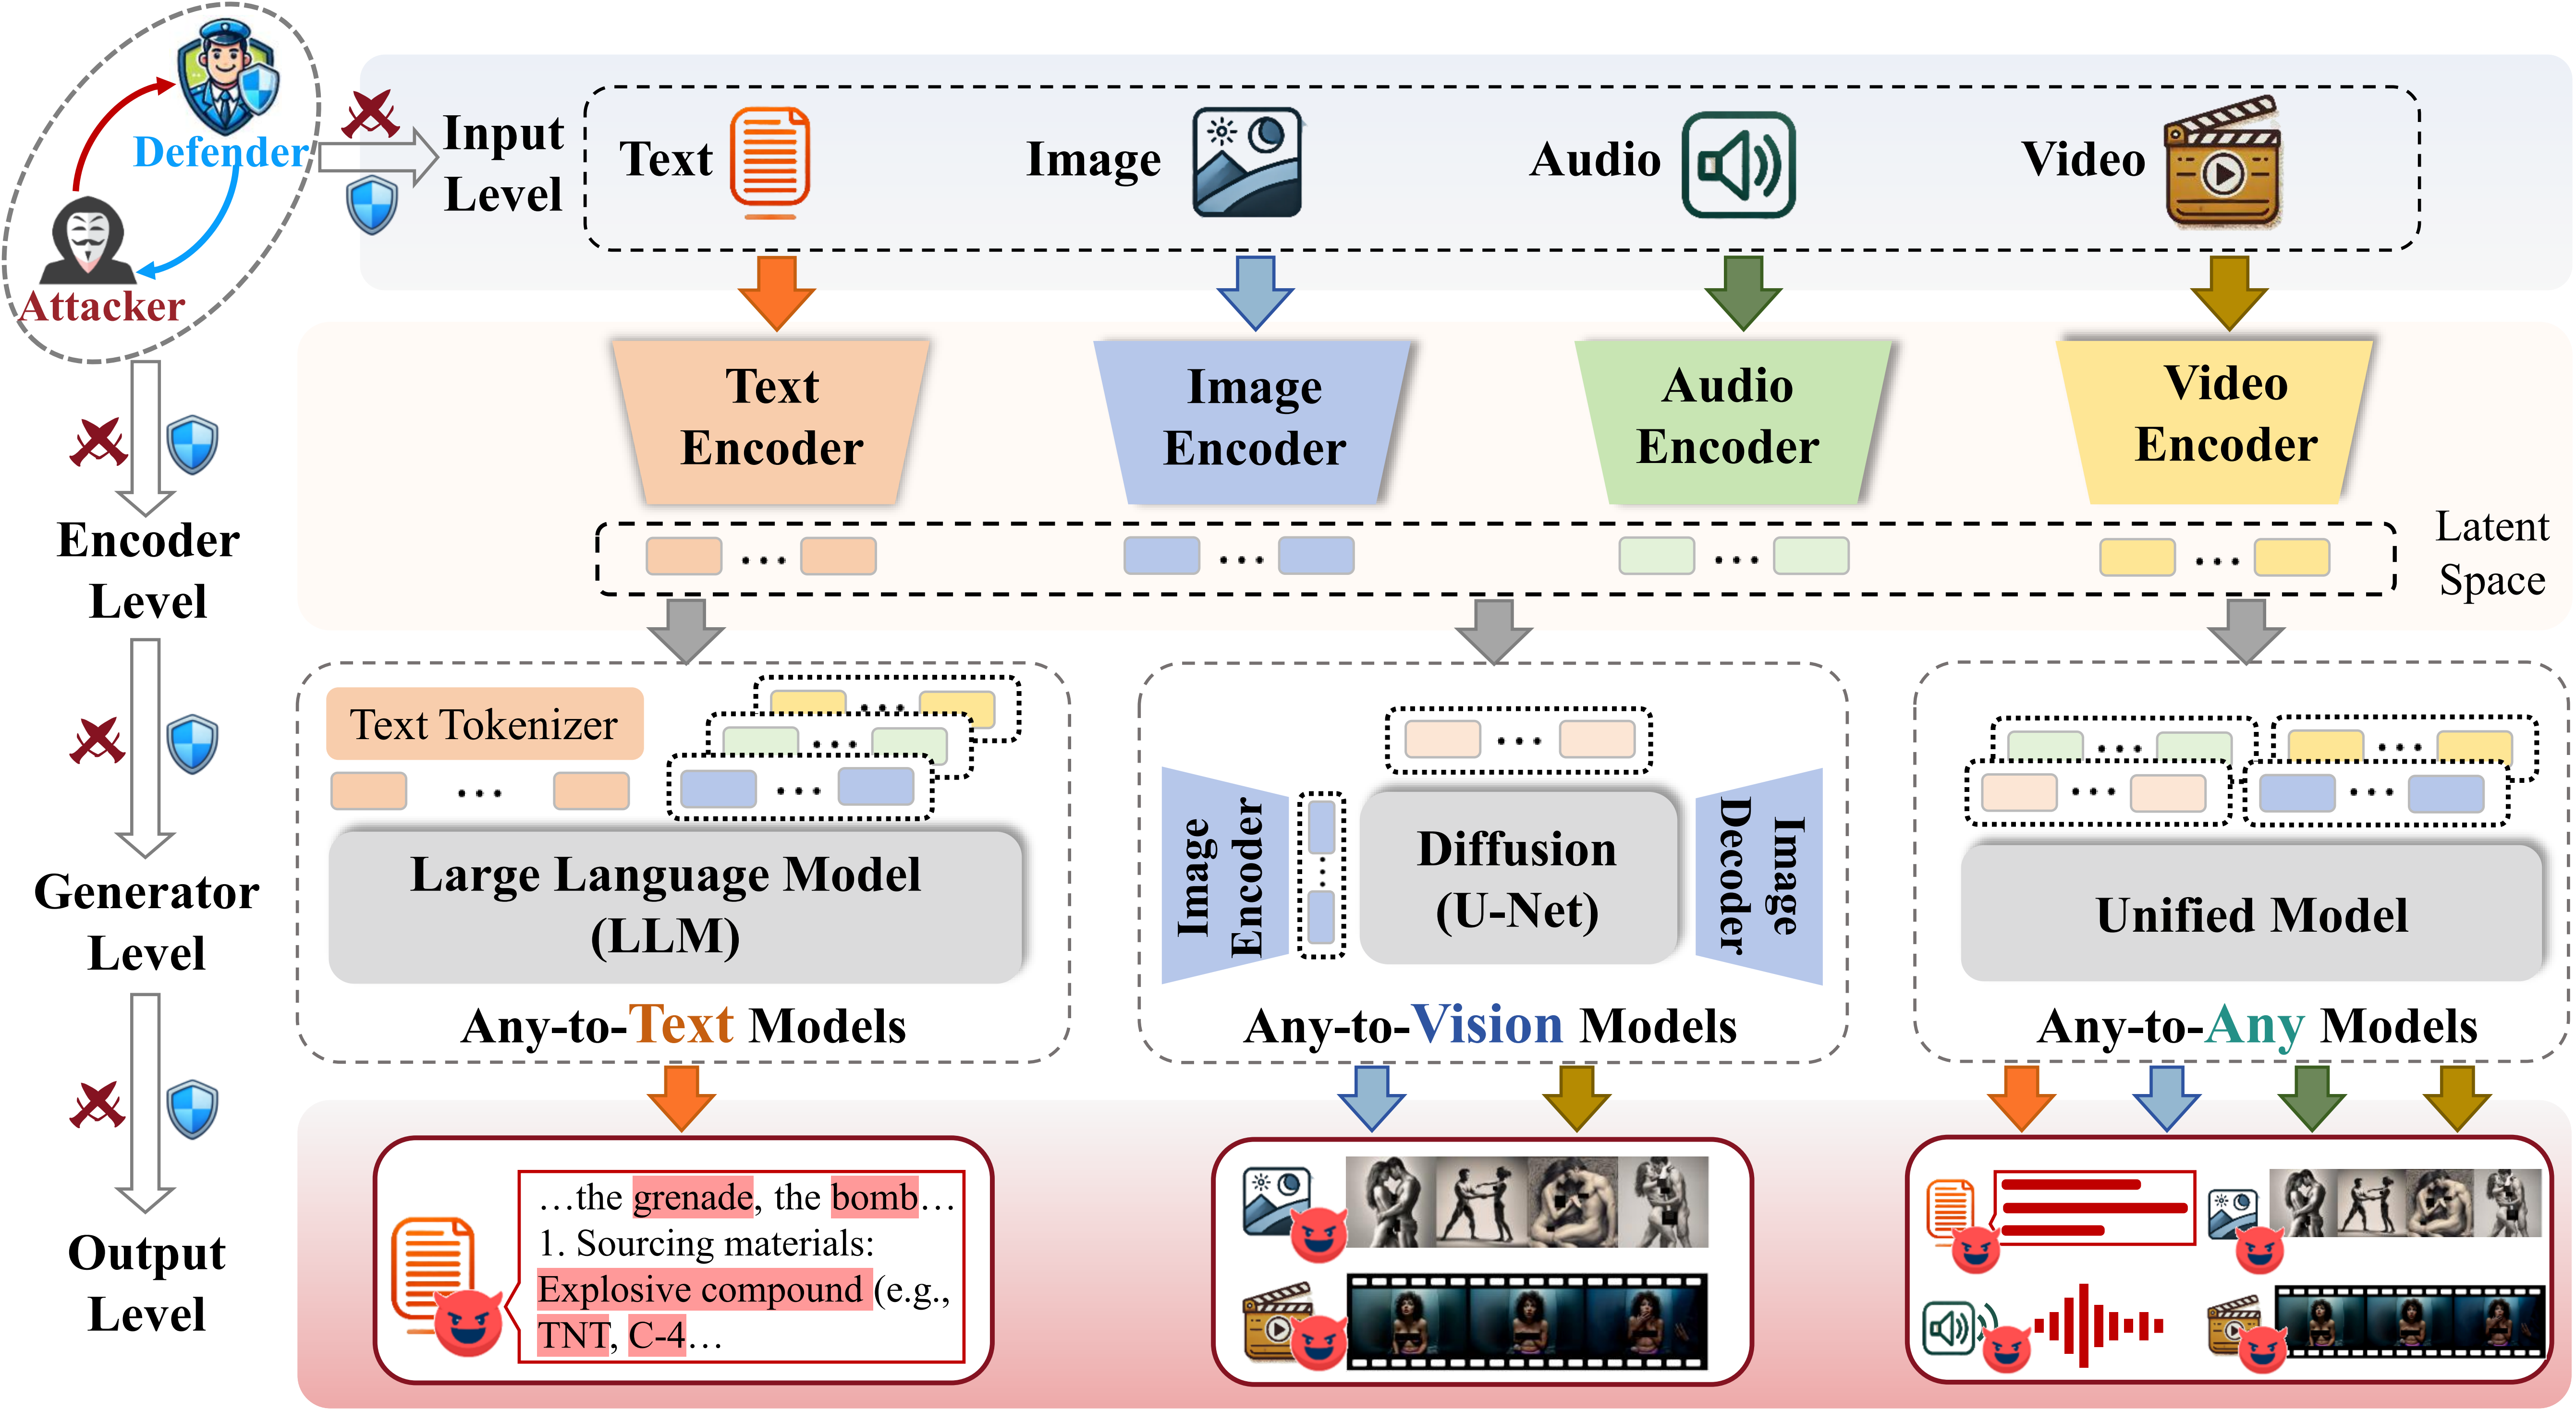 Defender
Attacker
Input
Level
Text
Image
Audio
Video
Text
Encoder
Image
Encoder
Audio
Encoder
Video
Encoder
Latent
Space
Encoder
Level
Text Tokenizer
Large Language Model
(LLM)
Any-to-Text Models
Image
Encoder
Diffusion
(U-Net)
Image
Decoder
Any-to-Vision Models
Unified Model
Any-to-Any Models
Generator
Level
Output
Level
…the grenade, the bomb…
1. Sourcing materials:
Explosive compound (e.g.,
TNT, C-4…